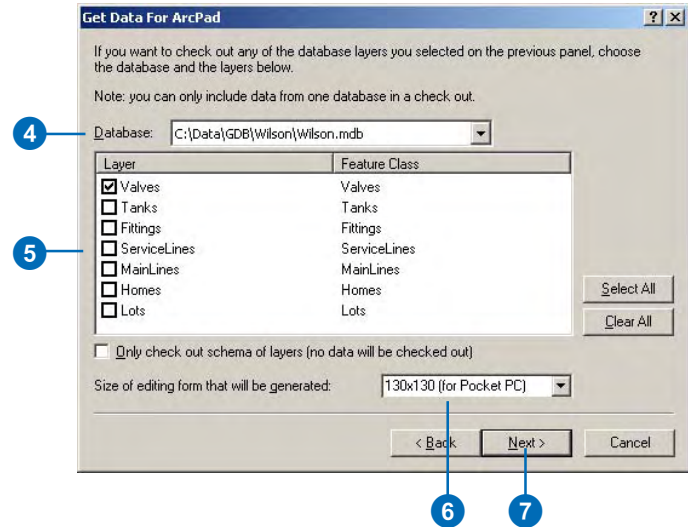 Get Data For ArcPad
If you want to check out any of the database layers you selected on the previous panel, choose
the database and the layers below.
Note: you can only include data from one database in a check out.
4
Database: C:\Data\GDB\Wilson\Wilson.mdb
Layer Feature Class
Valves Valves
Tanks Tanks
Fittings Fittings
5
ServiceLines ServiceLines
MainLines MainLines
Homes Homes
Lots Lots
Select All
Clear All
Only check out schema of layers (no data will be checked out)
Size of editing form that will be generated: 130x130 (for Pocket PC)
< Back Next > Cancel
6 7